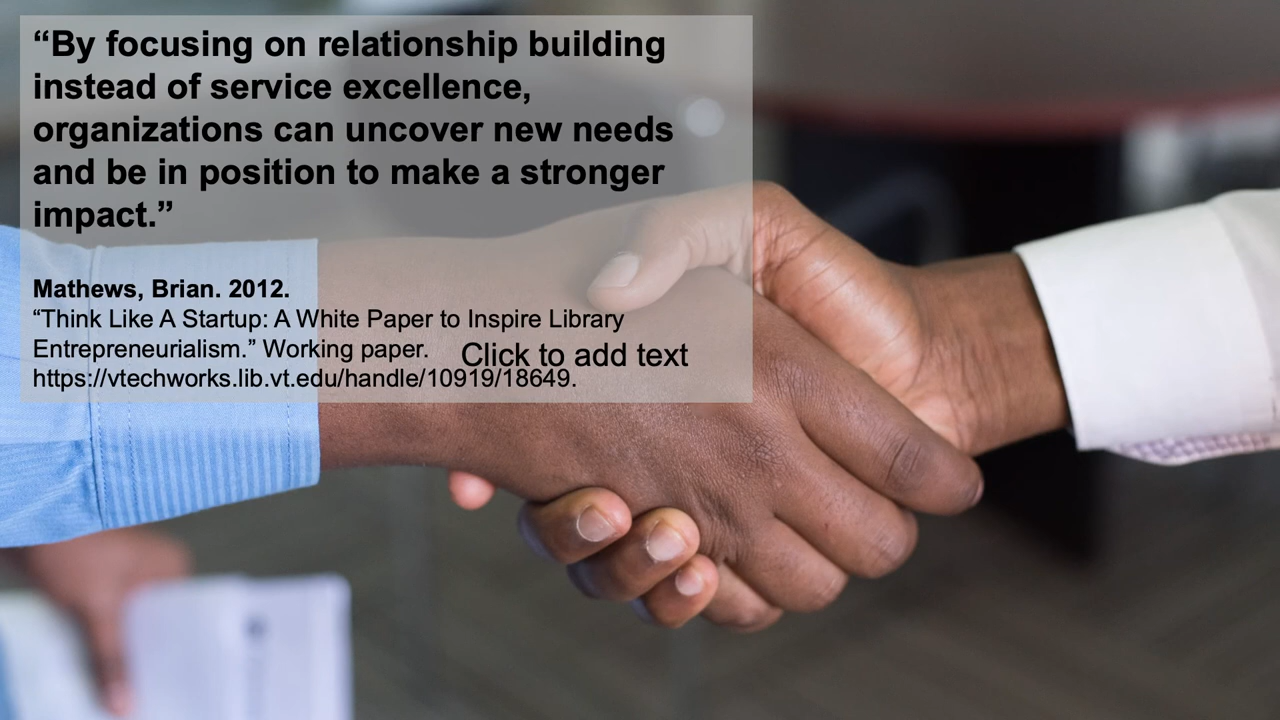 “By focusing on relationship building
instead of service excellence,
organizations can uncover new needs
and be in position to make a stronger
impact.”
Mathews, Brian. 2012.
“Think Like A Startup: A White Paper to Inspire Library
Entrepreneurialism.” Working paper.
Click to add text
https://vtechworks.lib.vt.edu/handle/10919/18649.